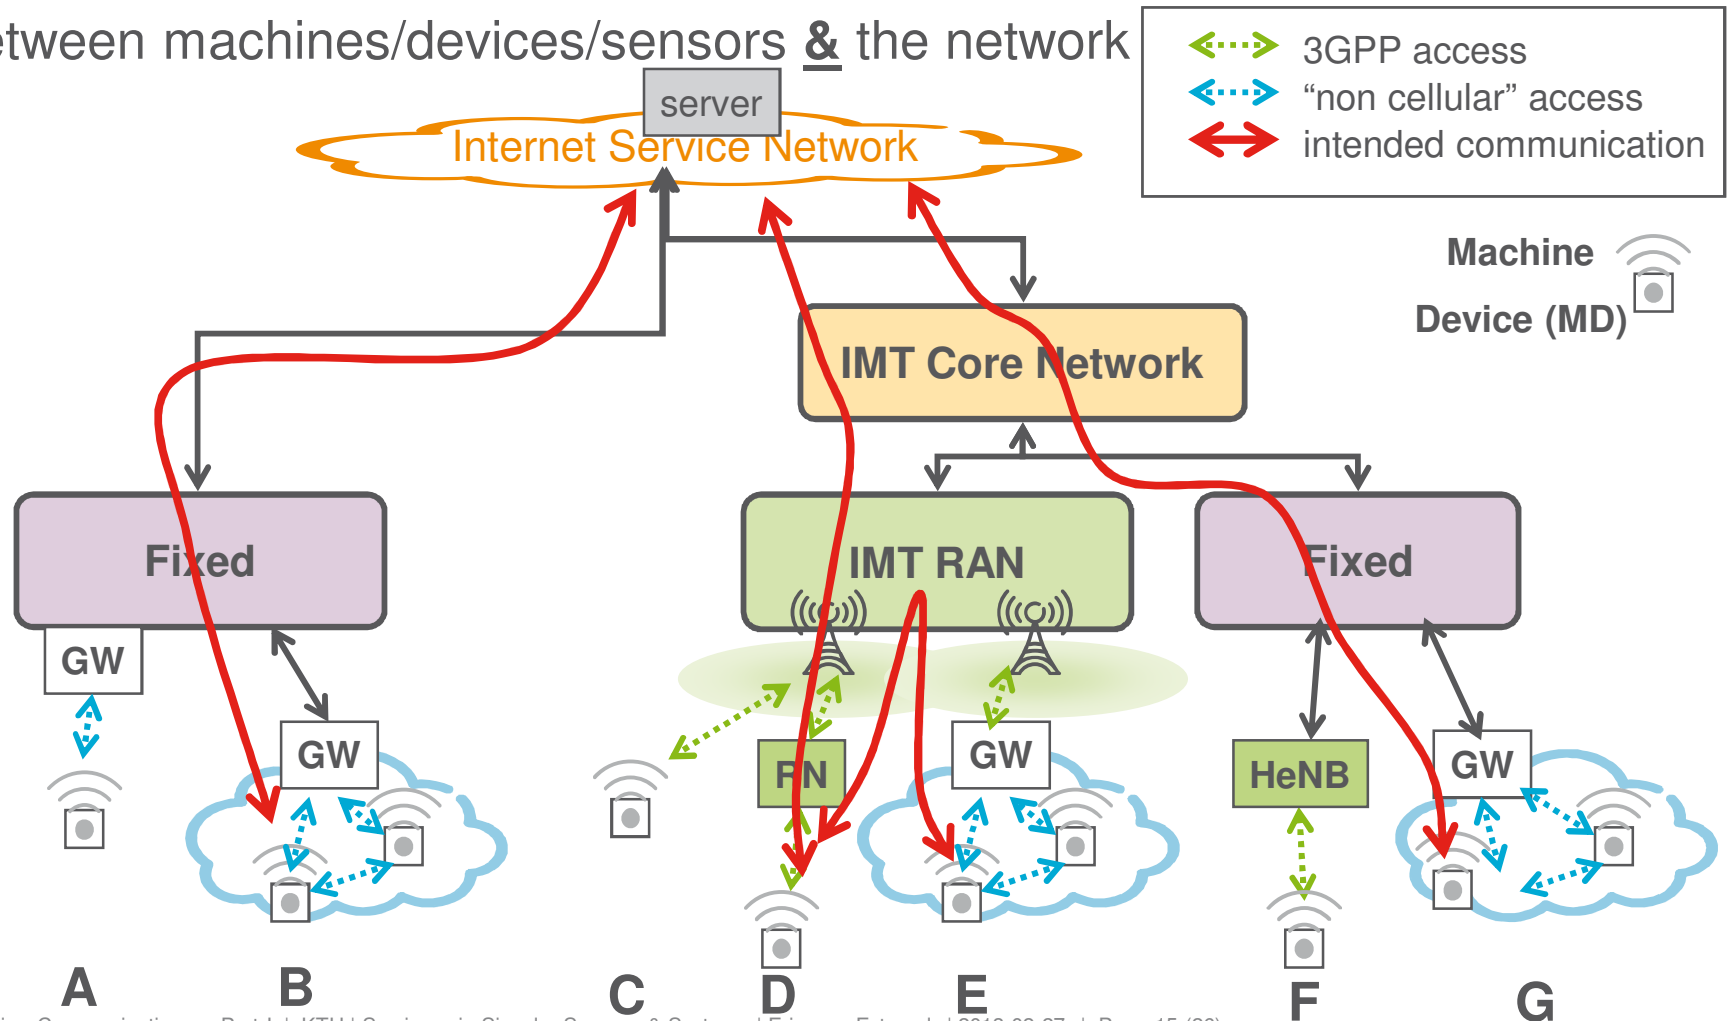 etween machines/devices/sensors & the network
3GPP access
“non cellular” access
intended communication
server
Internet Service Network
Machine
Device (MD)
IMT Core Network
Fixed
IMT RAN
Fixed
GW
GW
RN
GW
HeNB
GW
A
B
C
D
E
F
G